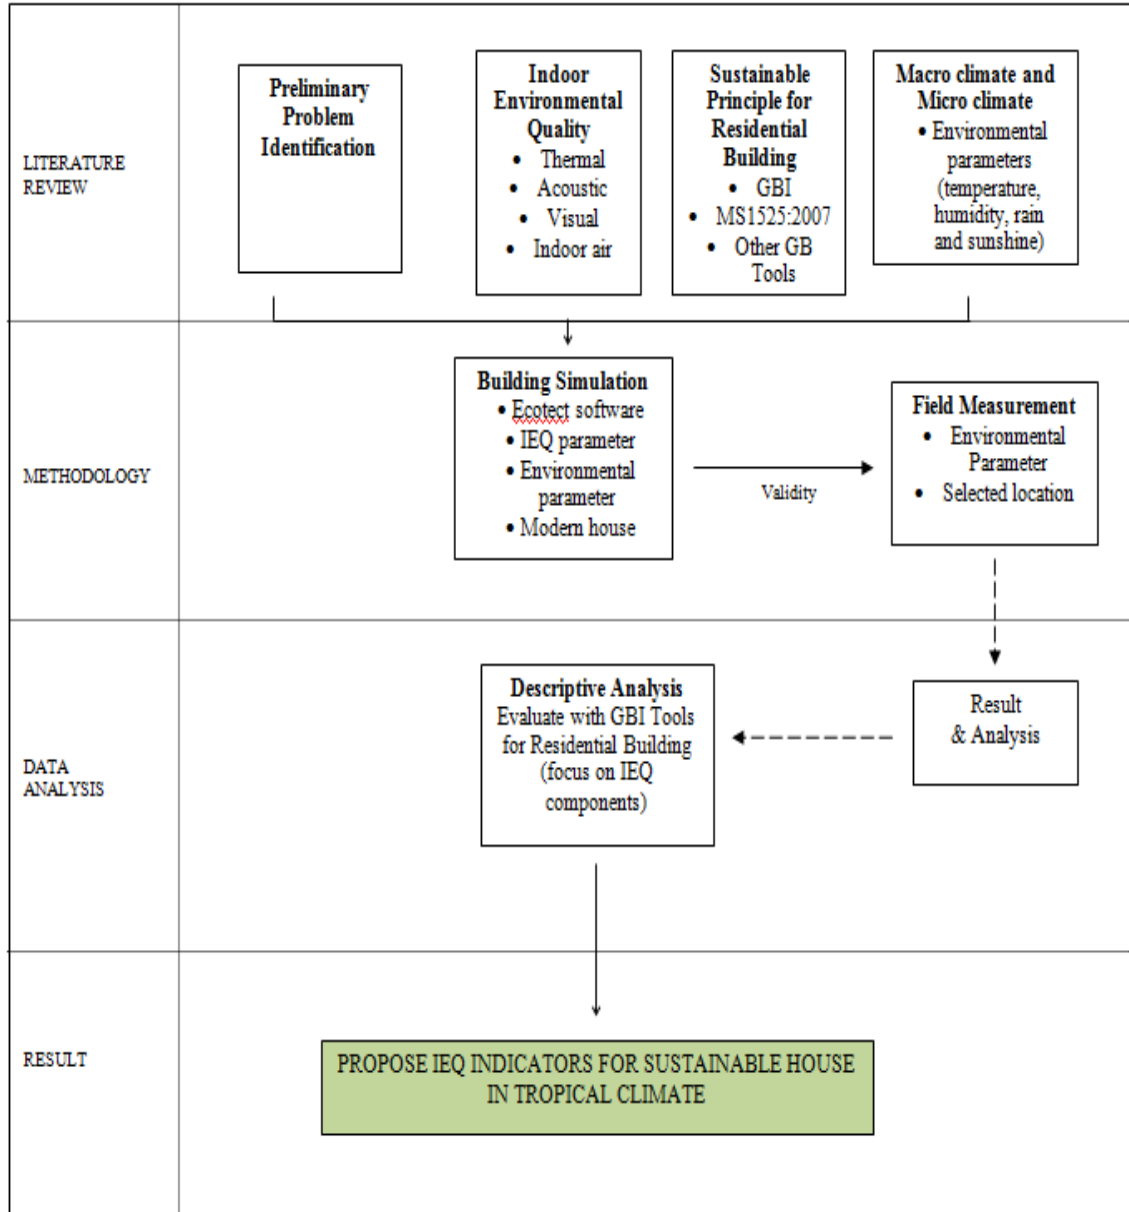 LITERATURE
REVIEW
Preliminary
Problem
Identification
Indoor
Environmental
Quality
• Thermal
• Acoustic
• Visual
• Indoor air
Sustainable
Principle for
Residential
Building
• GBI
• MS1525:2007
• Other GB
Tools
Macro climate and
Micro climate
• Environmental
parameters
(temperature,
humidity, rain
and sunshine)
METHODOLOGY
Building Simulation
• Ecotect software
• IEQ parameter
• Environmental
parameter
• Modern house
Validity
Field Measurement
• Environmental
Parameter
• Selected location
DATA
ANALYSIS
Descriptive Analysis
Evaluate with GBI Tools
for Residential Building
(focus on IEQ
components)
Result
& Analysis
RESULT
PROPOSE IEQ INDICATORS FOR SUSTAINABLE HOUSE
IN TROPICAL CLIMATE